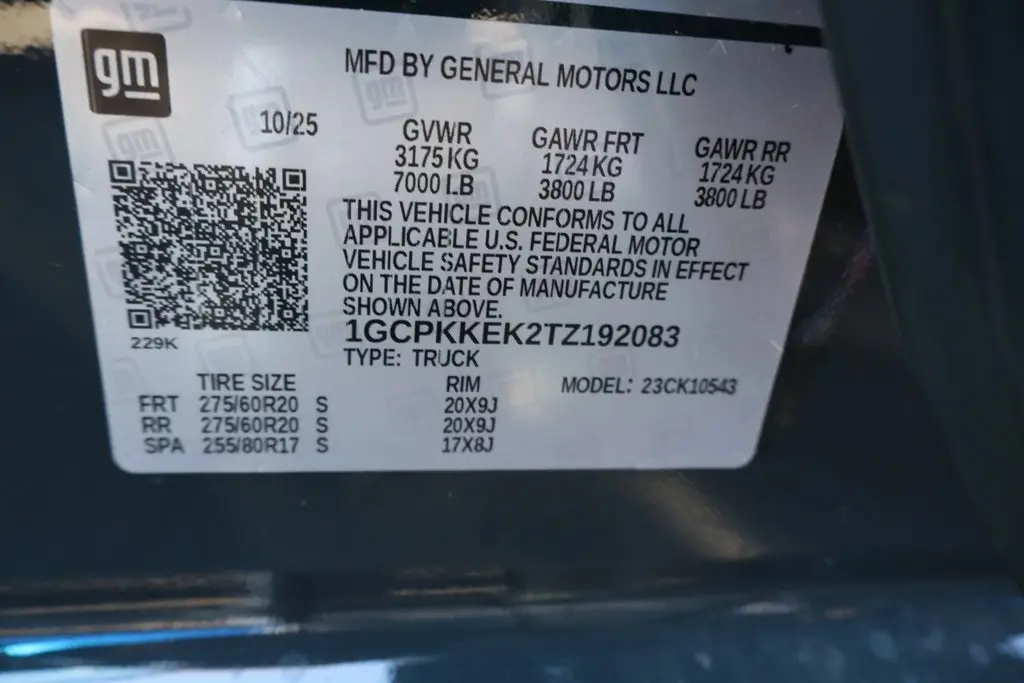 gm
MFD BY GENERAL MOTORS LLC
10/25
GVWR GAWR FRT GAWR RR
3175 KG 1724 KG 1724 KG
7000 LB 3800 LB 3800 LB
THIS VEHICLE CONFORMS TO ALL
APPLICABLE U.S. FEDERAL MOTOR
VEHICLE SAFETY STANDARDS IN EFFECT
ON THE DATE OF MANUFACTURE
SHOWN ABOVE.
1GCPKKEK2TZ192083
229K
TYPE: TRUCK
TIRE SIZE RIM MODEL: 23CK10543
FRT 275/60R20 S 20X9J
RR 275/60R20 S 20X9J
SPA 255/80R17 S 17X8J